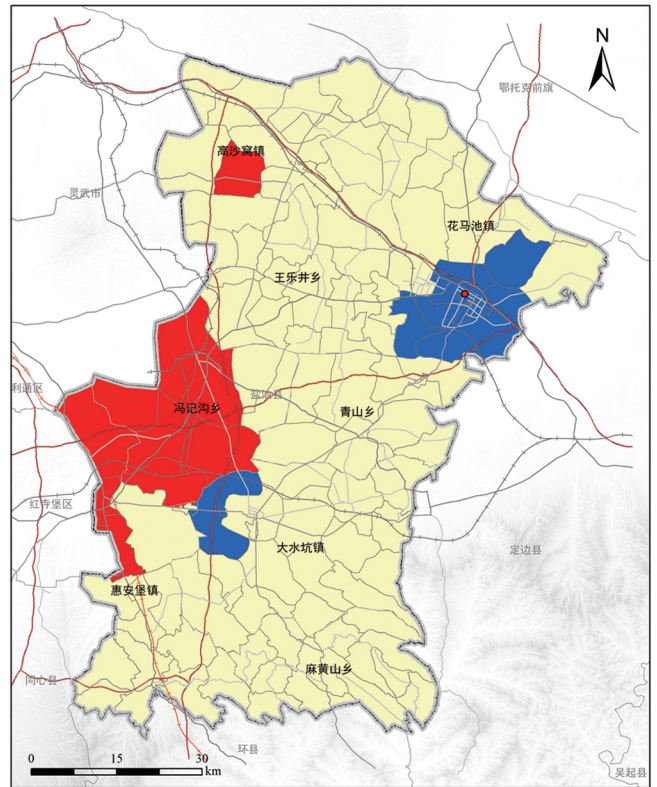 N
鄂托克前旗
高沙窝镇
灵武市
花马池镇
王乐井乡
利通区
盐池县
冯记沟乡
青山乡
红寺堡区
大水坑镇
定边县
惠安堡镇
麻黄山乡
同心县
环县
0 15 30
km
吴起县